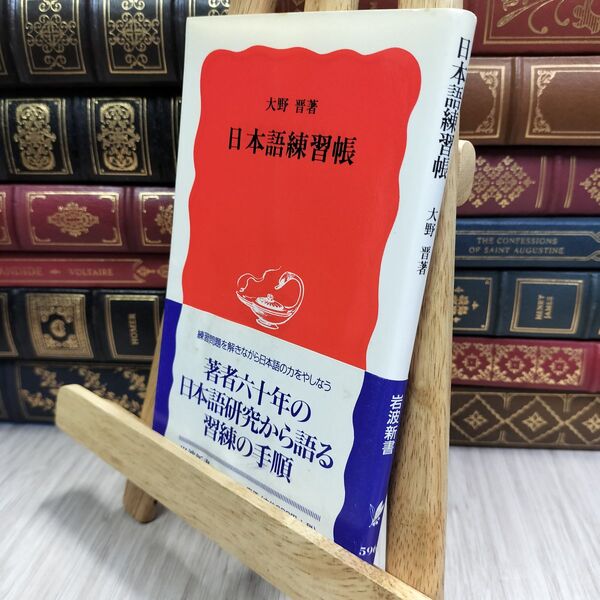 大野 晋著
日本語練習帳
練習問題を解きながら日本語の力をやしなう
著者六十年の
日本語研究から語る
習練の手順
日本語練習帳
大野 晋著
岩波新書
THE CONFESSIONS
OF SAINT AUGUSTINE
VOLTAIRE
HOMER
HENRY
JAMES